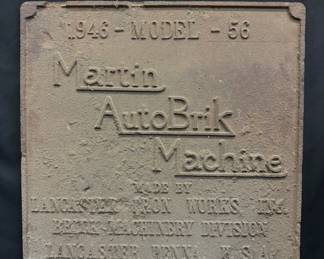 1946 - MODEL - 56
Martin
AutoBrik
Machine
MADE BY
LANCASTER IRON WORKS INC.
BRICK MACHINERY DIVISION
LANCASTER PENNA. U.S.A.